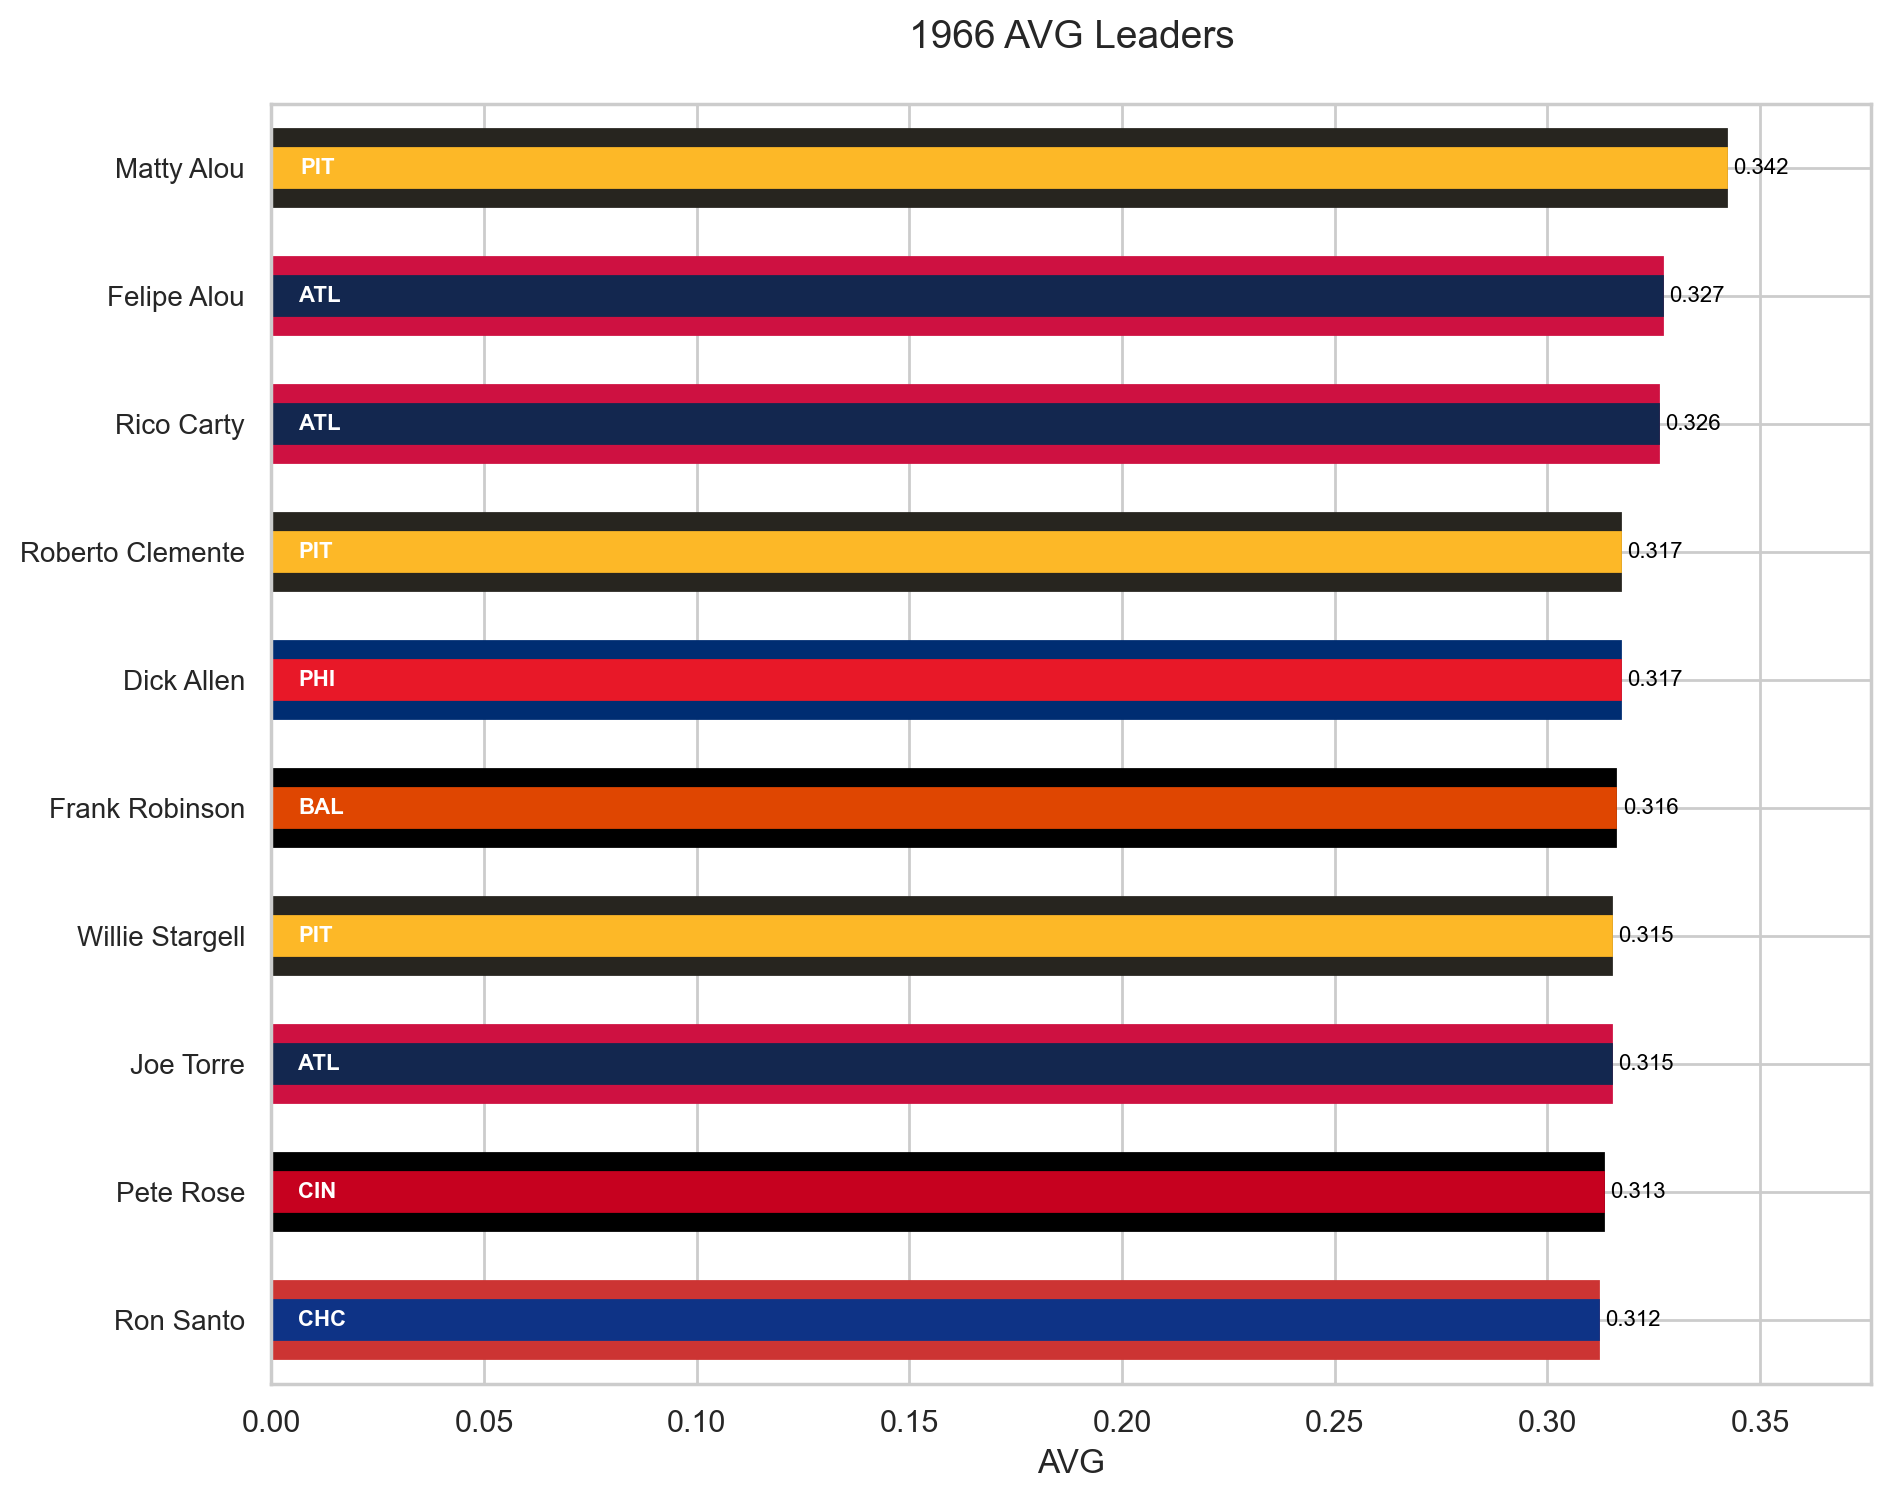 1966 AVG Leaders
Matty Alou PIT 0.342
Felipe Alou ATL 0.327
Rico Carty ATL 0.326
Roberto Clemente PIT 0.317
Dick Allen PHI 0.317
Frank Robinson BAL 0.316
Willie Stargell PIT 0.315
Joe Torre ATL 0.315
Pete Rose CIN 0.313
Ron Santo CHC 0.312
0.00 0.05 0.10 0.15 0.20 0.25 0.30 0.35
AVG